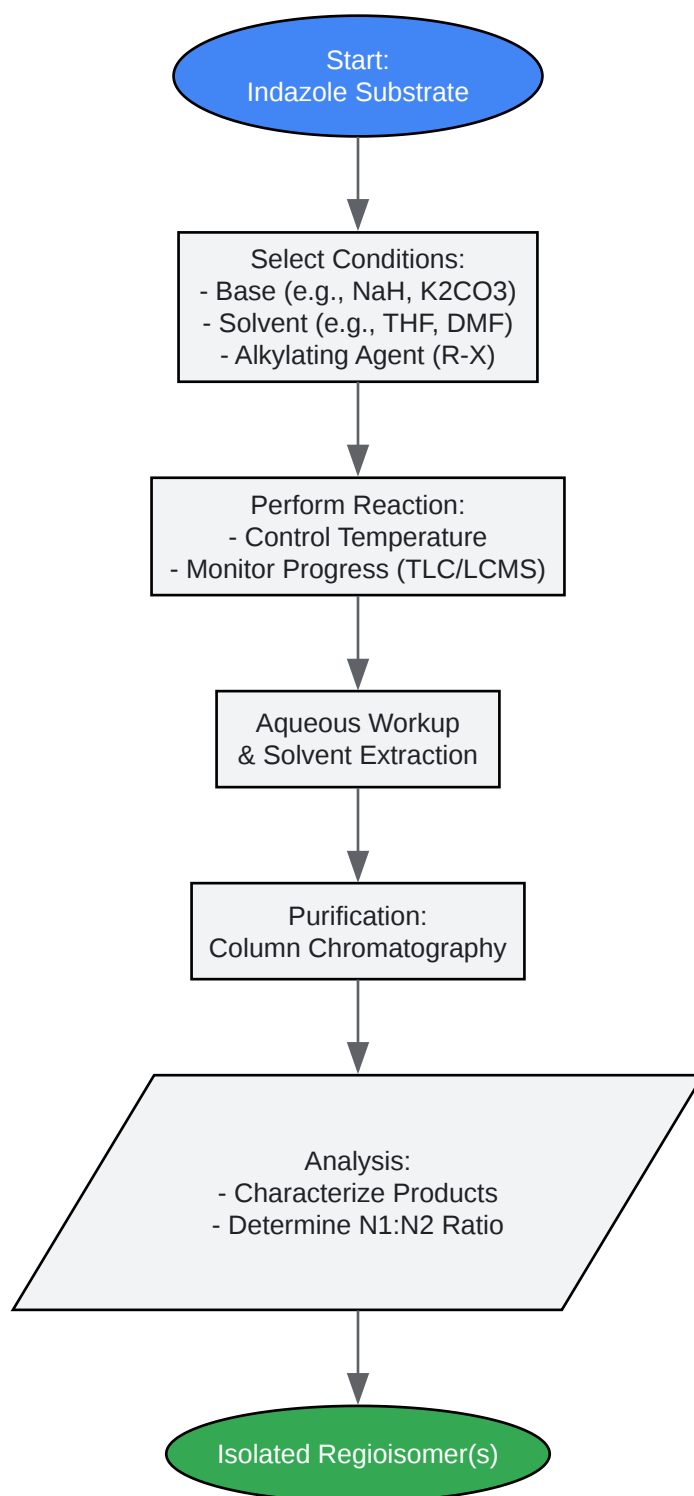 Start:
Indazole Substrate
Select Conditions:
- Base (e.g., NaH, K2CO3)
- Solvent (e.g., THF, DMF)
- Alkylating Agent (R-X)
Perform Reaction:
- Control Temperature
- Monitor Progress (TLC/LCMS)
Aqueous Workup
& Solvent Extraction
Purification:
Column Chromatography
Analysis:
- Characterize Products
- Determine N1:N2 Ratio
Isolated Regioisomer(s)